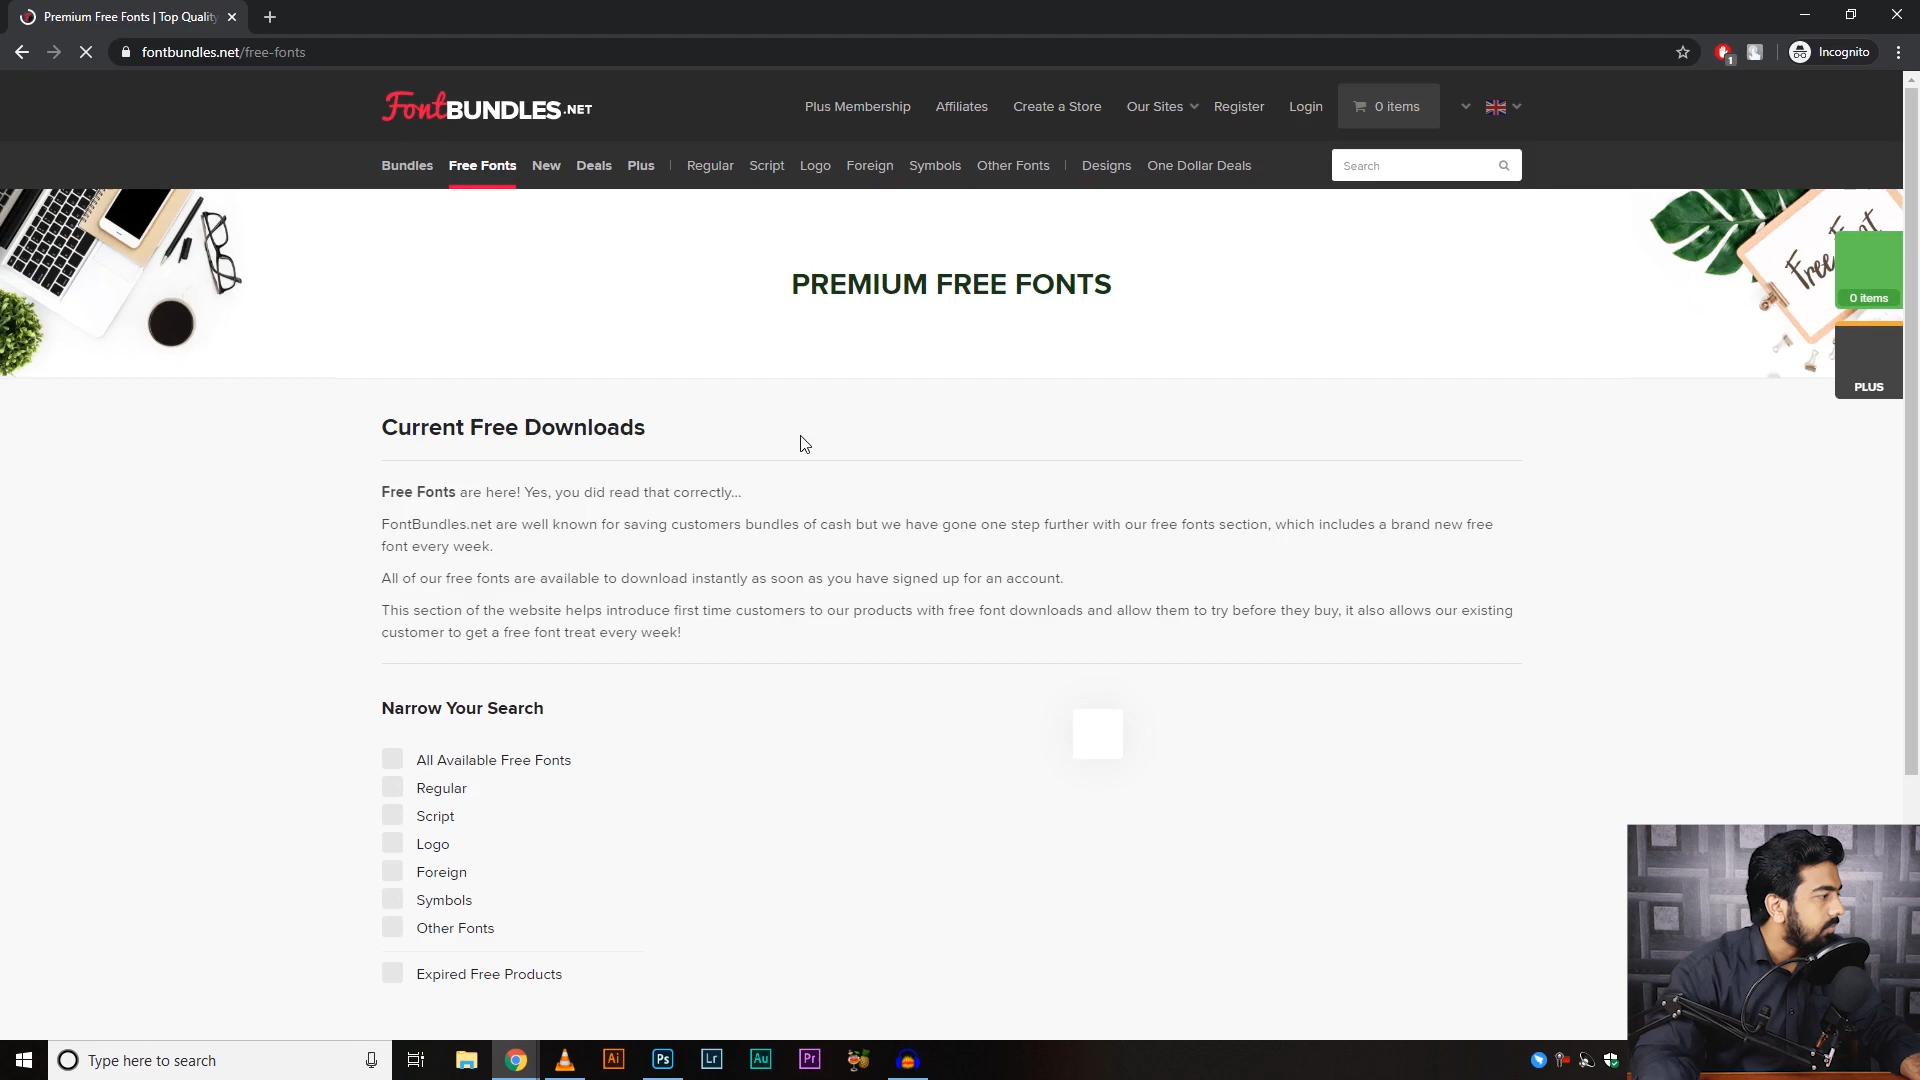 Premium Free Fonts | Top Quality
fontbundles.net/free-fonts
1
Incognito
FontBUNDLES.NET
Plus Membership
Affiliates
Create a Store
Our Sites
Register
Login
0 items
Bundles
Free Fonts
New
Deals
Plus
Regular
Script
Logo
Foreign
Symbols
Other Fonts
Designs
One Dollar Deals
Search
PREMIUM FREE FONTS
Free Font
0 items
PLUS
Current Free Downloads
Free Fonts are here! Yes, you did read that correctly...
FontBundles.net are well known for saving customers bundles of cash but we have gone one step further with our free fonts section, which includes a brand new free
font every week.
All of our free fonts are available to download instantly as soon as you have signed up for an account.
This section of the website helps introduce first time customers to our products with free font downloads and allow them to try before they buy, it also allows our existing
customer to get a free font treat every week!
Narrow Your Search
All Available Free Fonts
Regular
Script
Logo
Foreign
Symbols
Other Fonts
Expired Free Products
Type here to search
Ai
Ps
Lr
Au
Pr